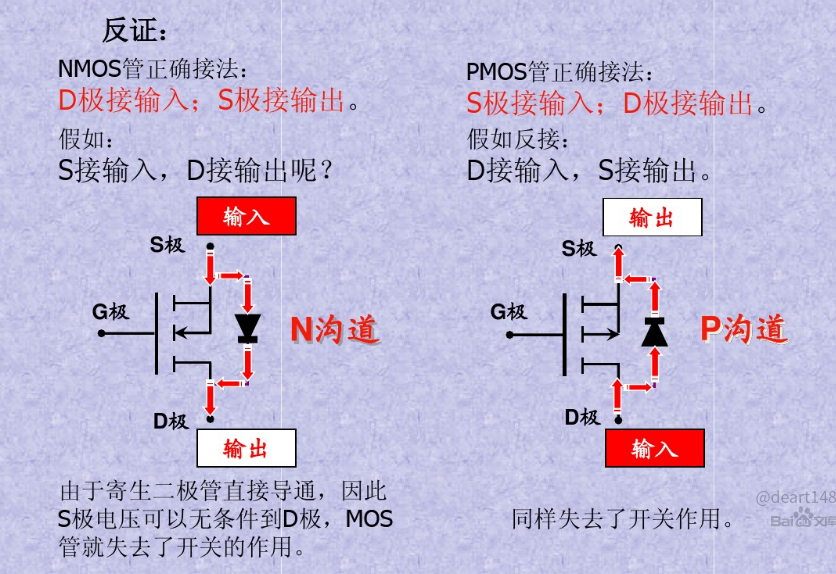 反证：
NMOS管正确接法：
D极接输入；S极接输出。
假如：
S接输入，D接输出呢？
输入
S极
G极
N沟道
D极
输出
由于寄生二极管直接导通，因此
S极电压可以无条件到D极，MOS
管就失去了开关的作用。
PMOS管正确接法：
S极接输入；D极接输出。
假如反接：
D接输入，S接输出。
输出
S极
G极
P沟道
D极
输入
同样失去了开关作用。
@deart148
Bai文库